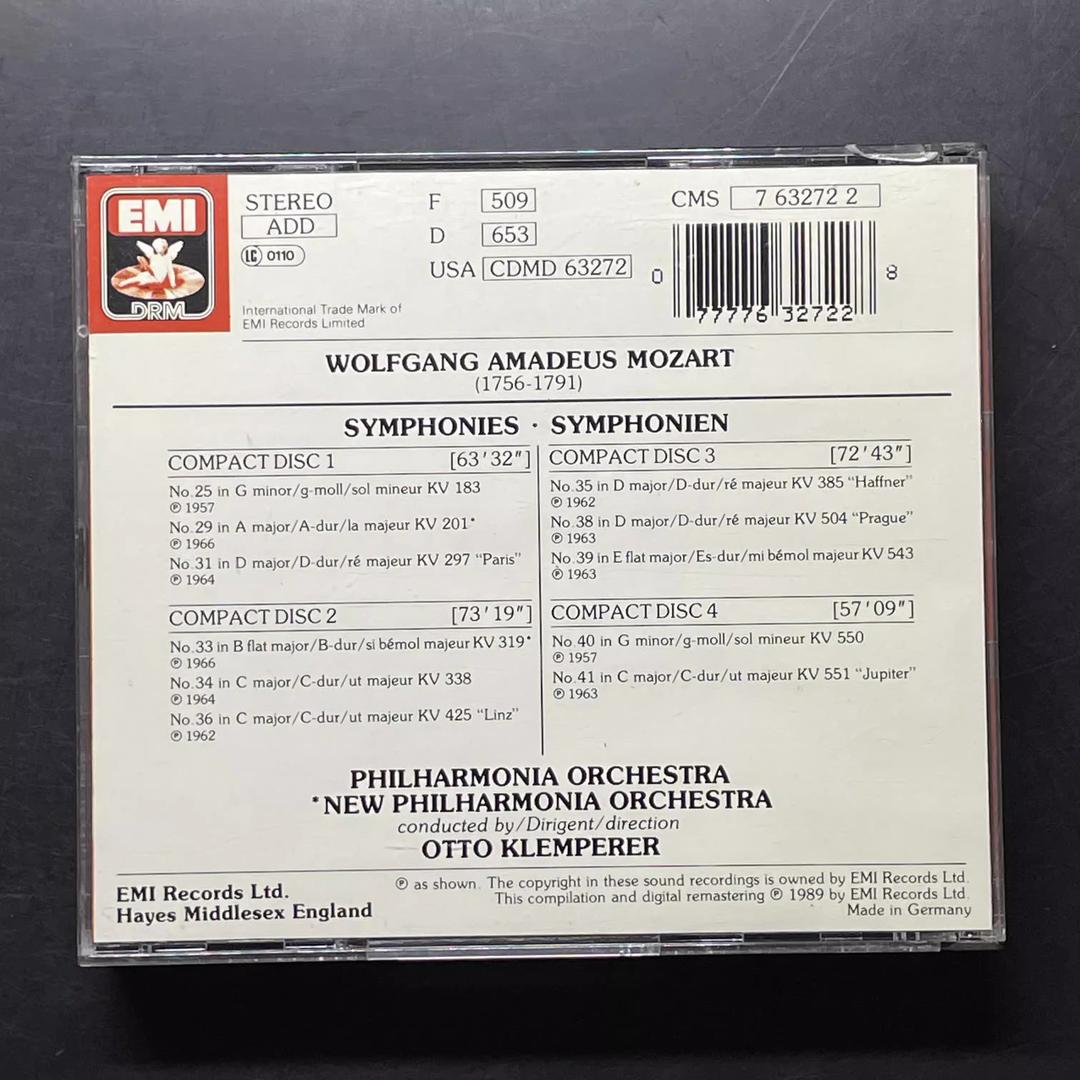 EMI
DRM
STEREO
ADD
LC 0110
International Trade Mark of
EMI Records Limited
F 509
D 653
USA CDMD 63272
CMS 7 63272 2
0 77776 32722 8
WOLFGANG AMADEUS MOZART
(1756-1791)
SYMPHONIES · SYMPHONIEN
COMPACT DISC 1 [63′32″]
No.25 in G minor/g-moll/sol mineur KV 183
℗ 1957
No.29 in A major/A-dur/la majeur KV 201*
℗ 1966
No.31 in D major/D-dur/ré majeur KV 297 “Paris”
℗ 1964
COMPACT DISC 2 [73′19″]
No.33 in B flat major/B-dur/si bémol majeur KV 319*
℗ 1966
No.34 in C major/C-dur/ut majeur KV 338
℗ 1964
No.36 in C major/C-dur/ut majeur KV 425 “Linz”
℗ 1962
COMPACT DISC 3 [72′43″]
No.35 in D major/D-dur/ré majeur KV 385 “Haffner”
℗ 1962
No.38 in D major/D-dur/ré majeur KV 504 “Prague”
℗ 1963
No.39 in E flat major/Es-dur/mi bémol majeur KV 543
℗ 1963
COMPACT DISC 4 [57′09″]
No.40 in G minor/g-moll/sol mineur KV 550
℗ 1957
No.41 in C major/C-dur/ut majeur KV 551 “Jupiter”
℗ 1963
PHILHARMONIA ORCHESTRA
*NEW PHILHARMONIA ORCHESTRA
conducted by/Dirigent/direction
OTTO KLEMPERER
EMI Records Ltd.
Hayes Middlesex England
℗ as shown. The copyright in these sound recordings is owned by EMI Records Ltd.
This compilation and digital remastering ℗ 1989 by EMI Records Ltd.
Made in Germany